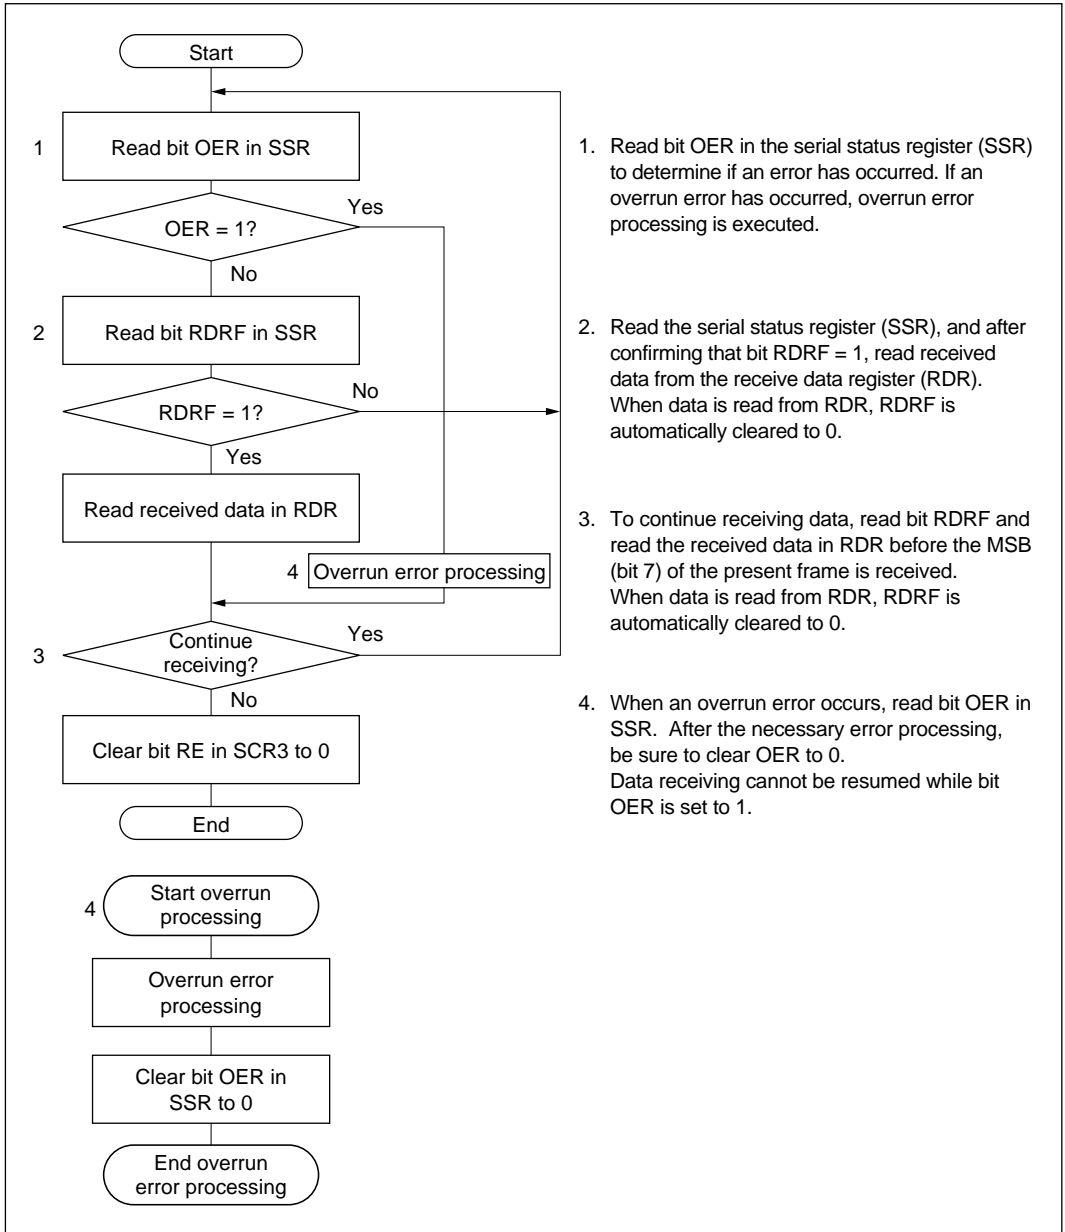 Start
1
Read bit OER in SSR
OER = 1?
Yes
No
2
Read bit RDRF in SSR
RDRF = 1?
No
Yes
Read received data in RDR
4
Overrun error processing
3
Continue
receiving?
Yes
No
Clear bit RE in SCR3 to 0
End
4
Start overrun
processing
Overrun error
processing
Clear bit OER in
SSR to 0
End overrun
error processing
1. Read bit OER in the serial status register (SSR)
to determine if an error has occurred. If an
overrun error has occurred, overrun error
processing is executed.
2. Read the serial status register (SSR), and after
confirming that bit RDRF = 1, read received
data from the receive data register (RDR).
When data is read from RDR, RDRF is
automatically cleared to 0.
3. To continue receiving data, read bit RDRF and
read the received data in RDR before the MSB
(bit 7) of the present frame is received.
When data is read from RDR, RDRF is
automatically cleared to 0.
4. When an overrun error occurs, read bit OER in
SSR. After the necessary error processing,
be sure to clear OER to 0.
Data receiving cannot be resumed while bit
OER is set to 1.